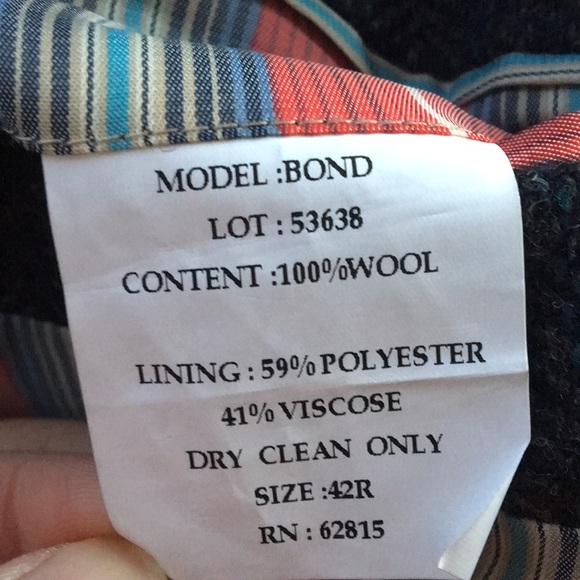 MODEL :BOND
LOT : 53638
CONTENT :100%WOOL
LINING : 59% POLYESTER
41% VISCOSE
DRY CLEAN ONLY
SIZE :42R
RN : 62815